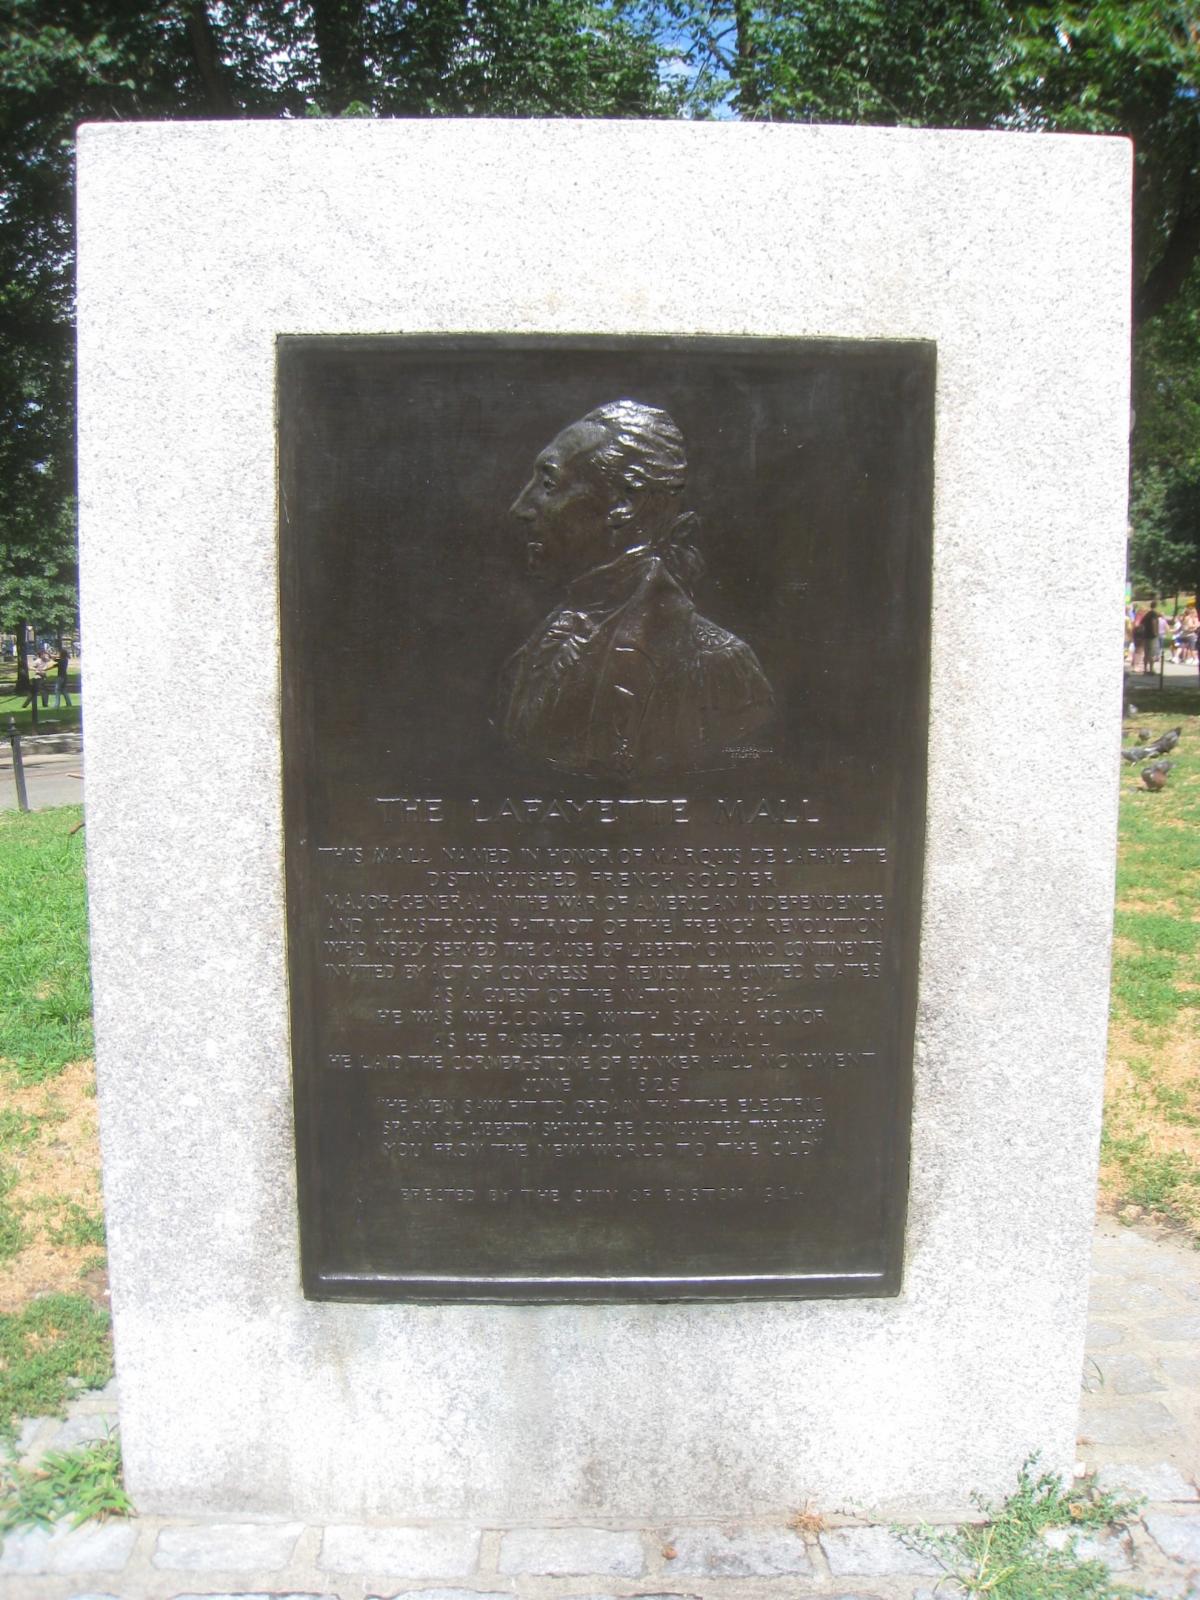 THE LAFAYETTE MALL
THIS MALL NAMED IN HONOR OF MARQUIS DE LAFAYETTE
DISTINGUISHED FRENCH SOLDIER
MAJOR-GENERAL IN THE WAR OF AMERICAN INDEPENDENCE
AND ILLUSTRIOUS PATRIOT OF THE FRENCH REVOLUTION
WHO NOBLY SERVED THE CAUSE OF LIBERTY ON TWO CONTINENTS
INVITED BY ACT OF CONGRESS TO REVISIT THE UNITED STATES
AS A GUEST OF THE NATION IN 1824
HE WAS WELCOMED WITH SIGNAL HONOR
AS HE PASSED ALONG THIS MALL
HE LAID THE CORNER-STONE OF BUNKER HILL MONUMENT
JUNE 17, 1825
"HEAVEN SAW FIT TO ORDAIN THAT THE ELECTRIC
SPARK OF LIBERTY SHOULD BE CONDUCTED THROUGH
YOU FROM THE NEW WORLD TO THE OLD"
ERECTED BY THE CITY OF BOSTON 1924